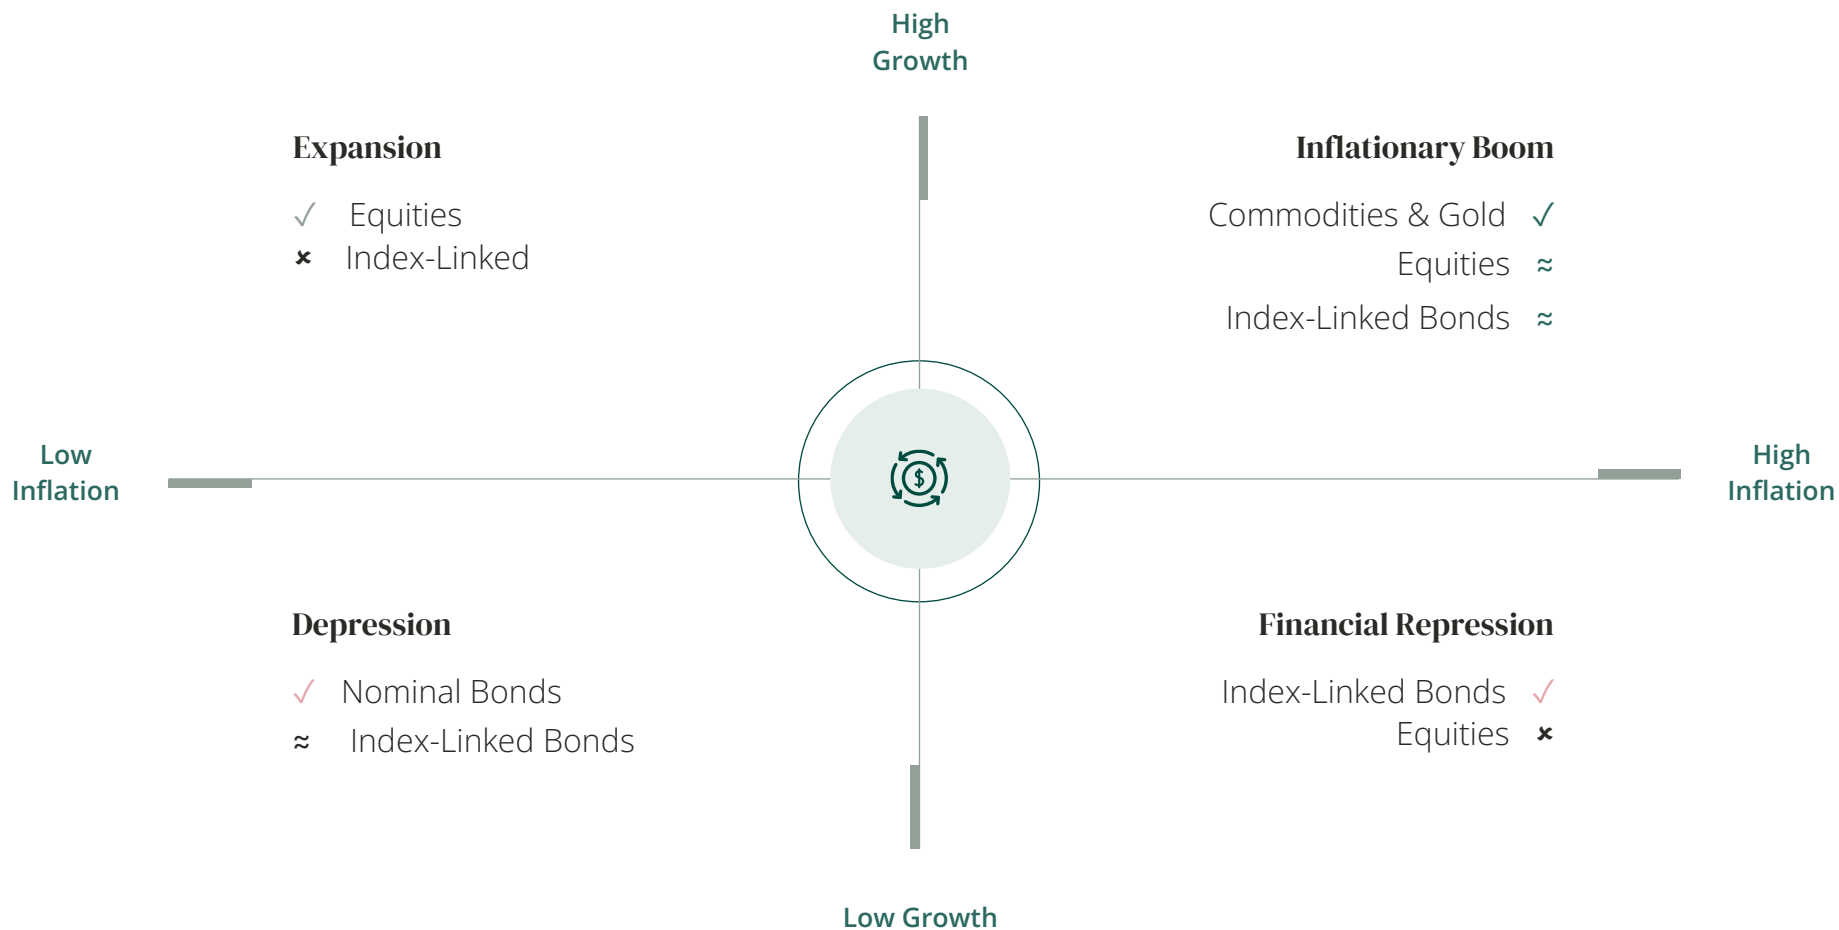 High
Growth
Expansion
✓ Equities
✘ Index-Linked
Inflationary Boom
Commodities & Gold ✓
Equities ≈
Index-Linked Bonds ≈
Low
Inflation
$
High
Inflation
Depression
✓ Nominal Bonds
≈ Index-Linked Bonds
Financial Repression
Index-Linked Bonds ✓
Equities ✘
Low Growth